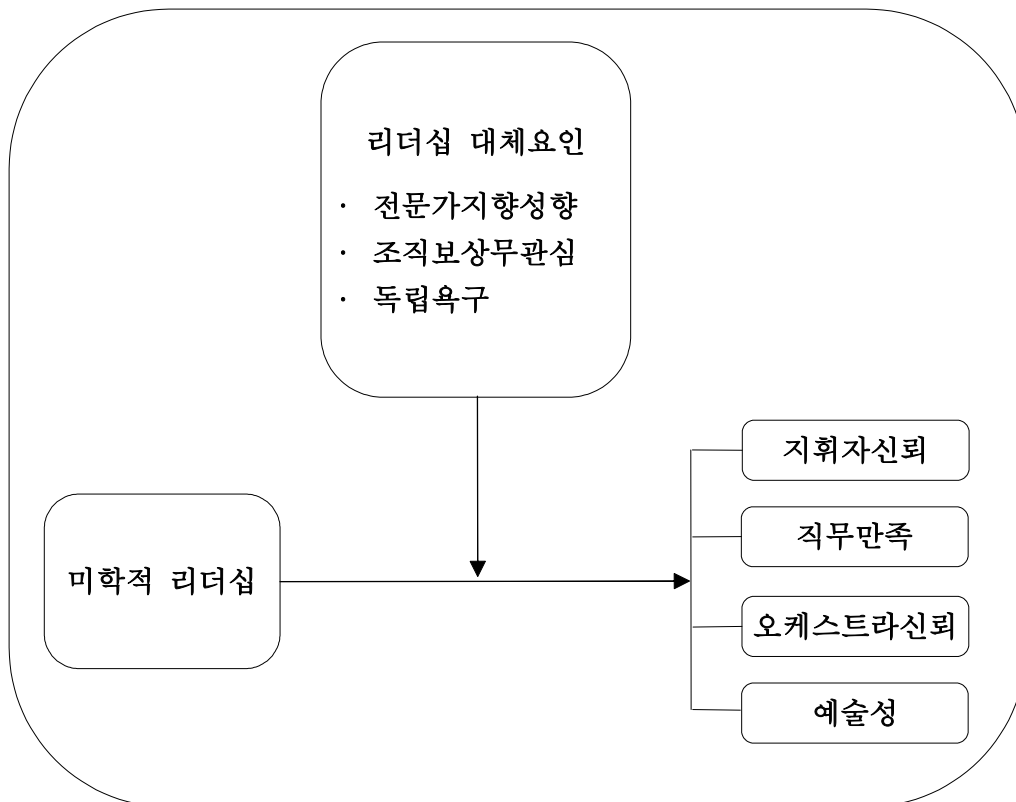 리더십 대체요인
· 전문가지향성향
· 조직보상무관심
· 독립욕구
지휘자신뢰
직무만족
미학적 리더십
오케스트라신뢰
예술성